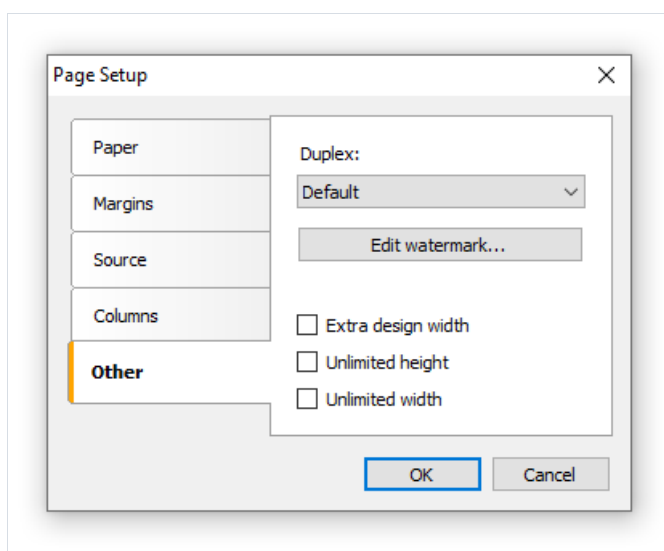 Page Setup
Paper
Margins
Source
Columns
Other
Duplex:
Default
Edit watermark...
Extra design width
Unlimited height
Unlimited width
OK
Cancel